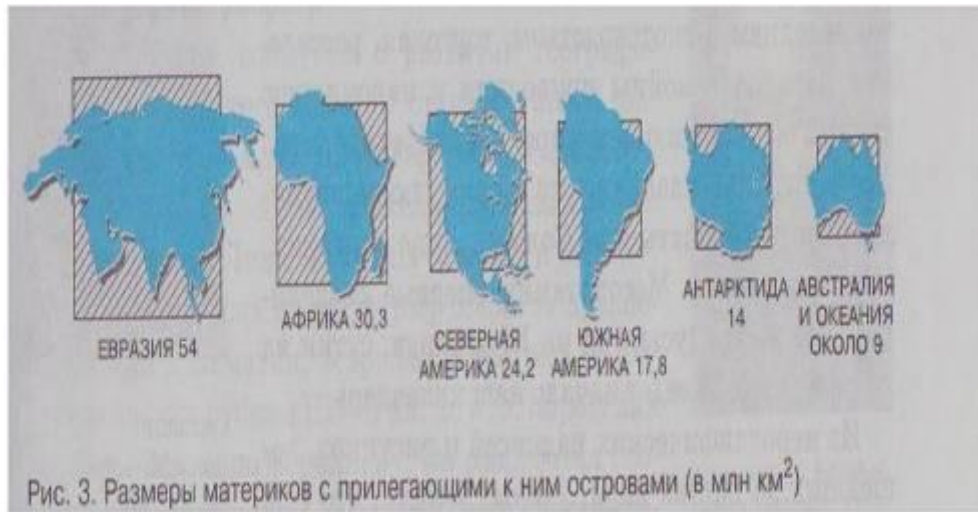 ЕВРАЗИЯ 54
АФРИКА 30,3
СЕВЕРНАЯ
АМЕРИКА 24,2
ЮЖНАЯ
АМЕРИКА 17,8
АНТАРКТИДА
14
АВСТРАЛИЯ
И ОКЕАНИЯ
ОКОЛО 9
Рис. 3. Размеры материков с прилегающими к ним островами (в млн км²)